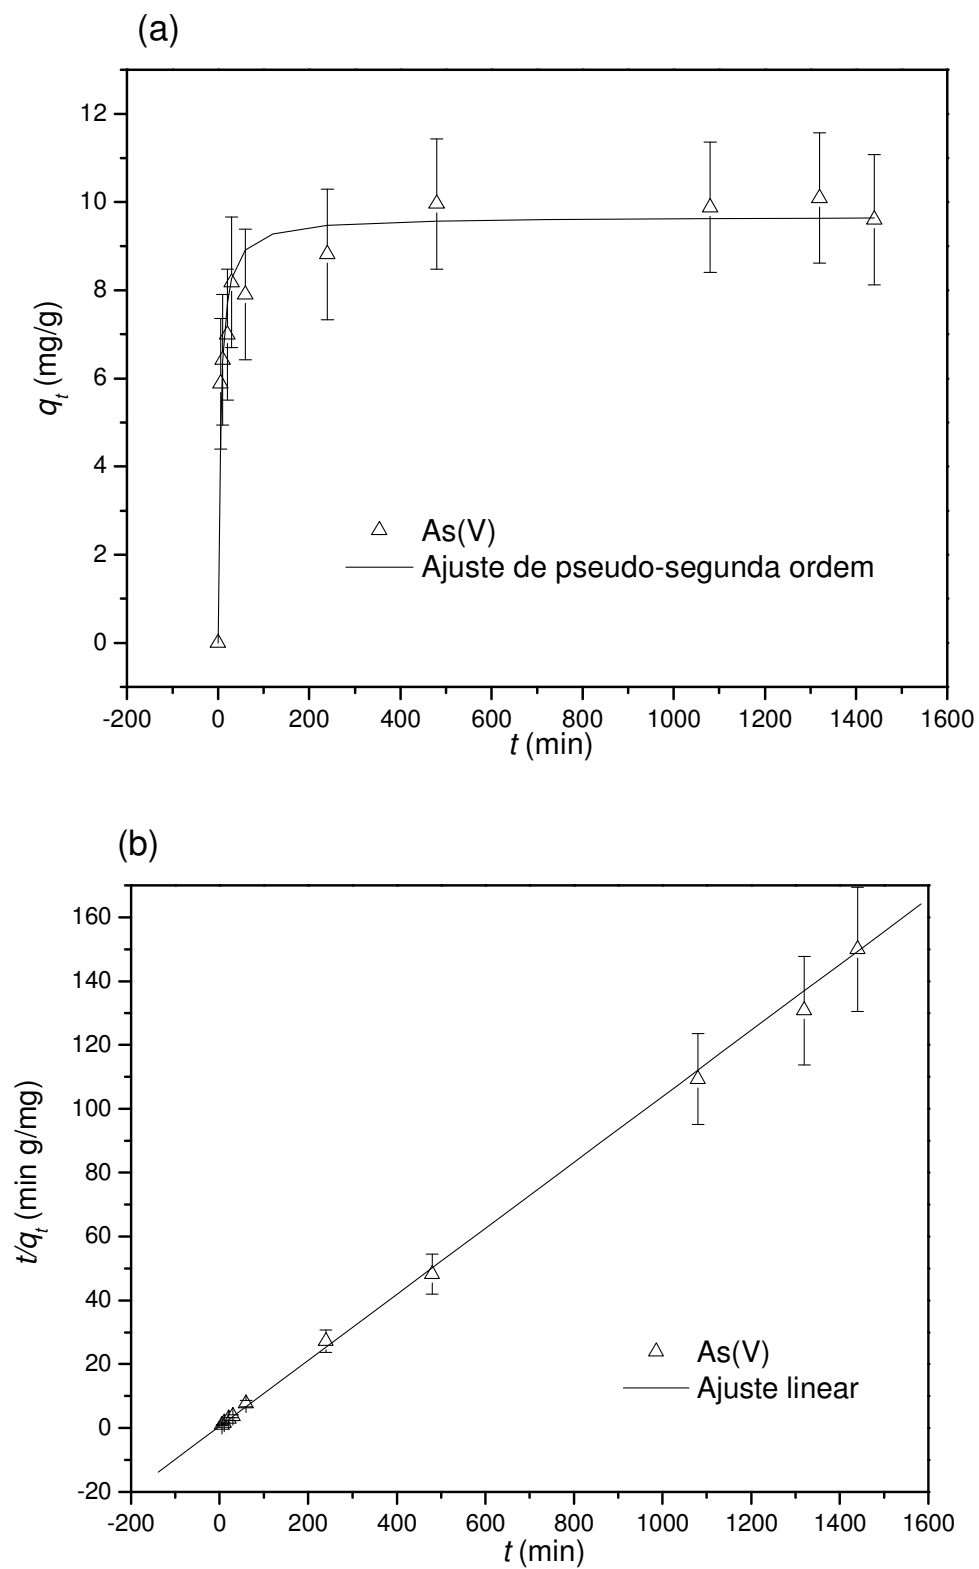 (a)
12
10
8
6
4
2
0
q_t (mg/g)
As(V)
Ajuste de pseudo-segunda ordem
-200 0 200 400 600 800 1000 1200 1400 1600
t (min)
(b)
160
140
120
100
80
60
40
20
0
-20
t/q_t (min g/mg)
As(V)
Ajuste linear
-200 0 200 400 600 800 1000 1200 1400 1600
t (min)